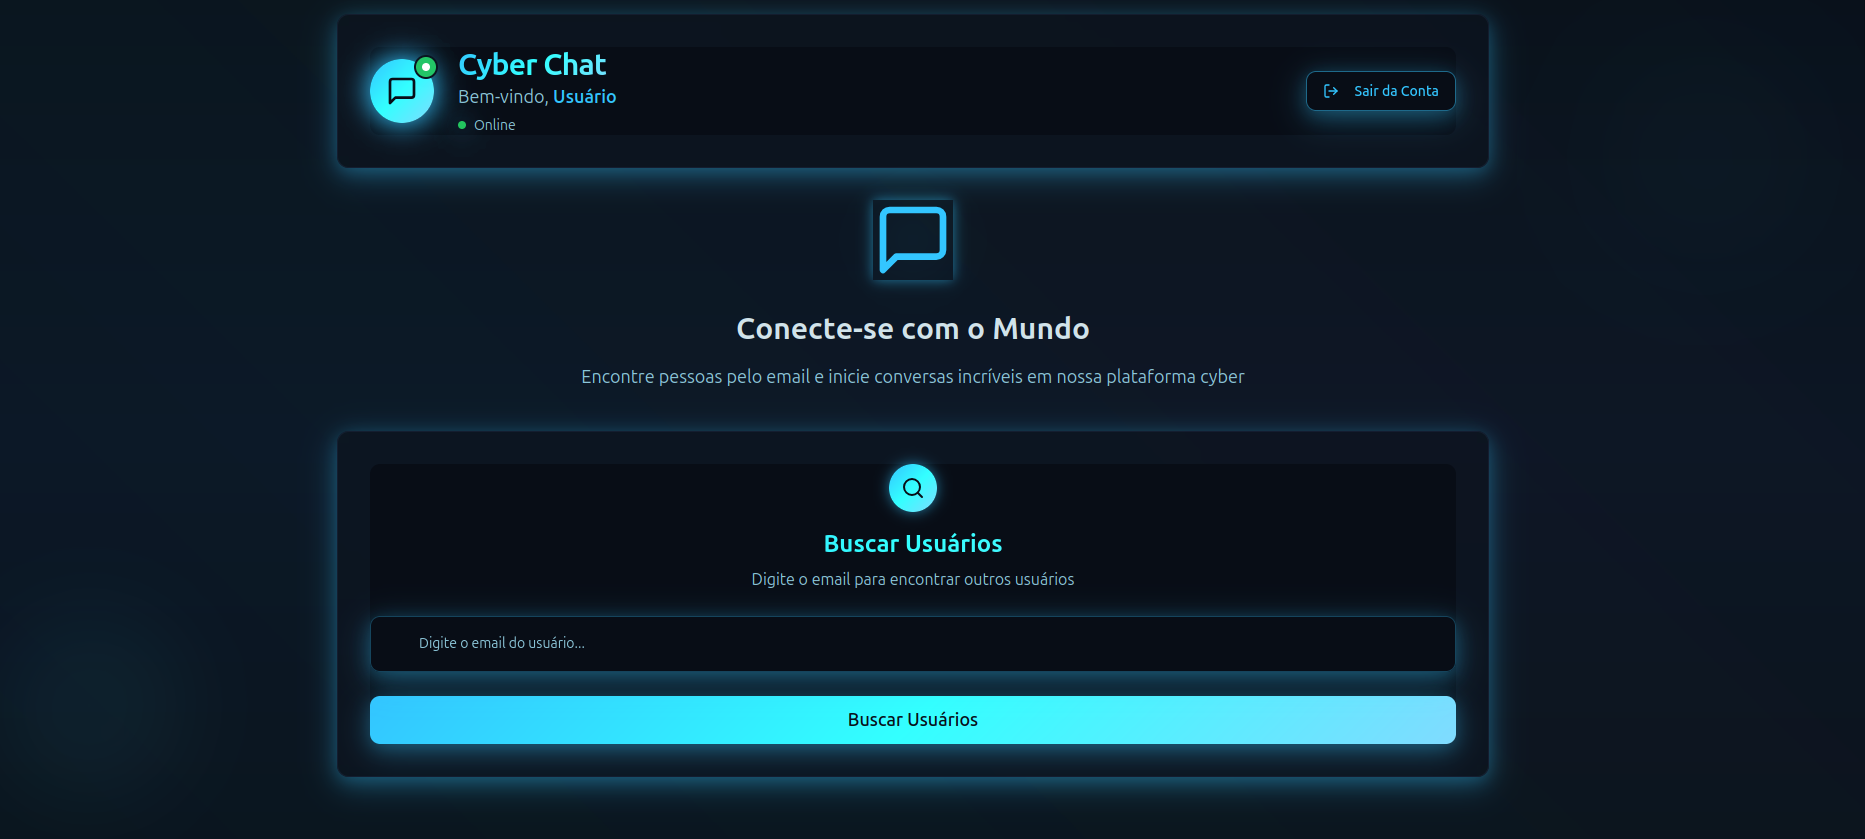 Cyber Chat
Bem-vindo, Usuário
Online
Sair da Conta
Conecte-se com o Mundo
Encontre pessoas pelo email e inicie conversas incríveis em nossa plataforma cyber
Buscar Usuários
Digite o email para encontrar outros usuários
Digite o email do usuário...
Buscar Usuários